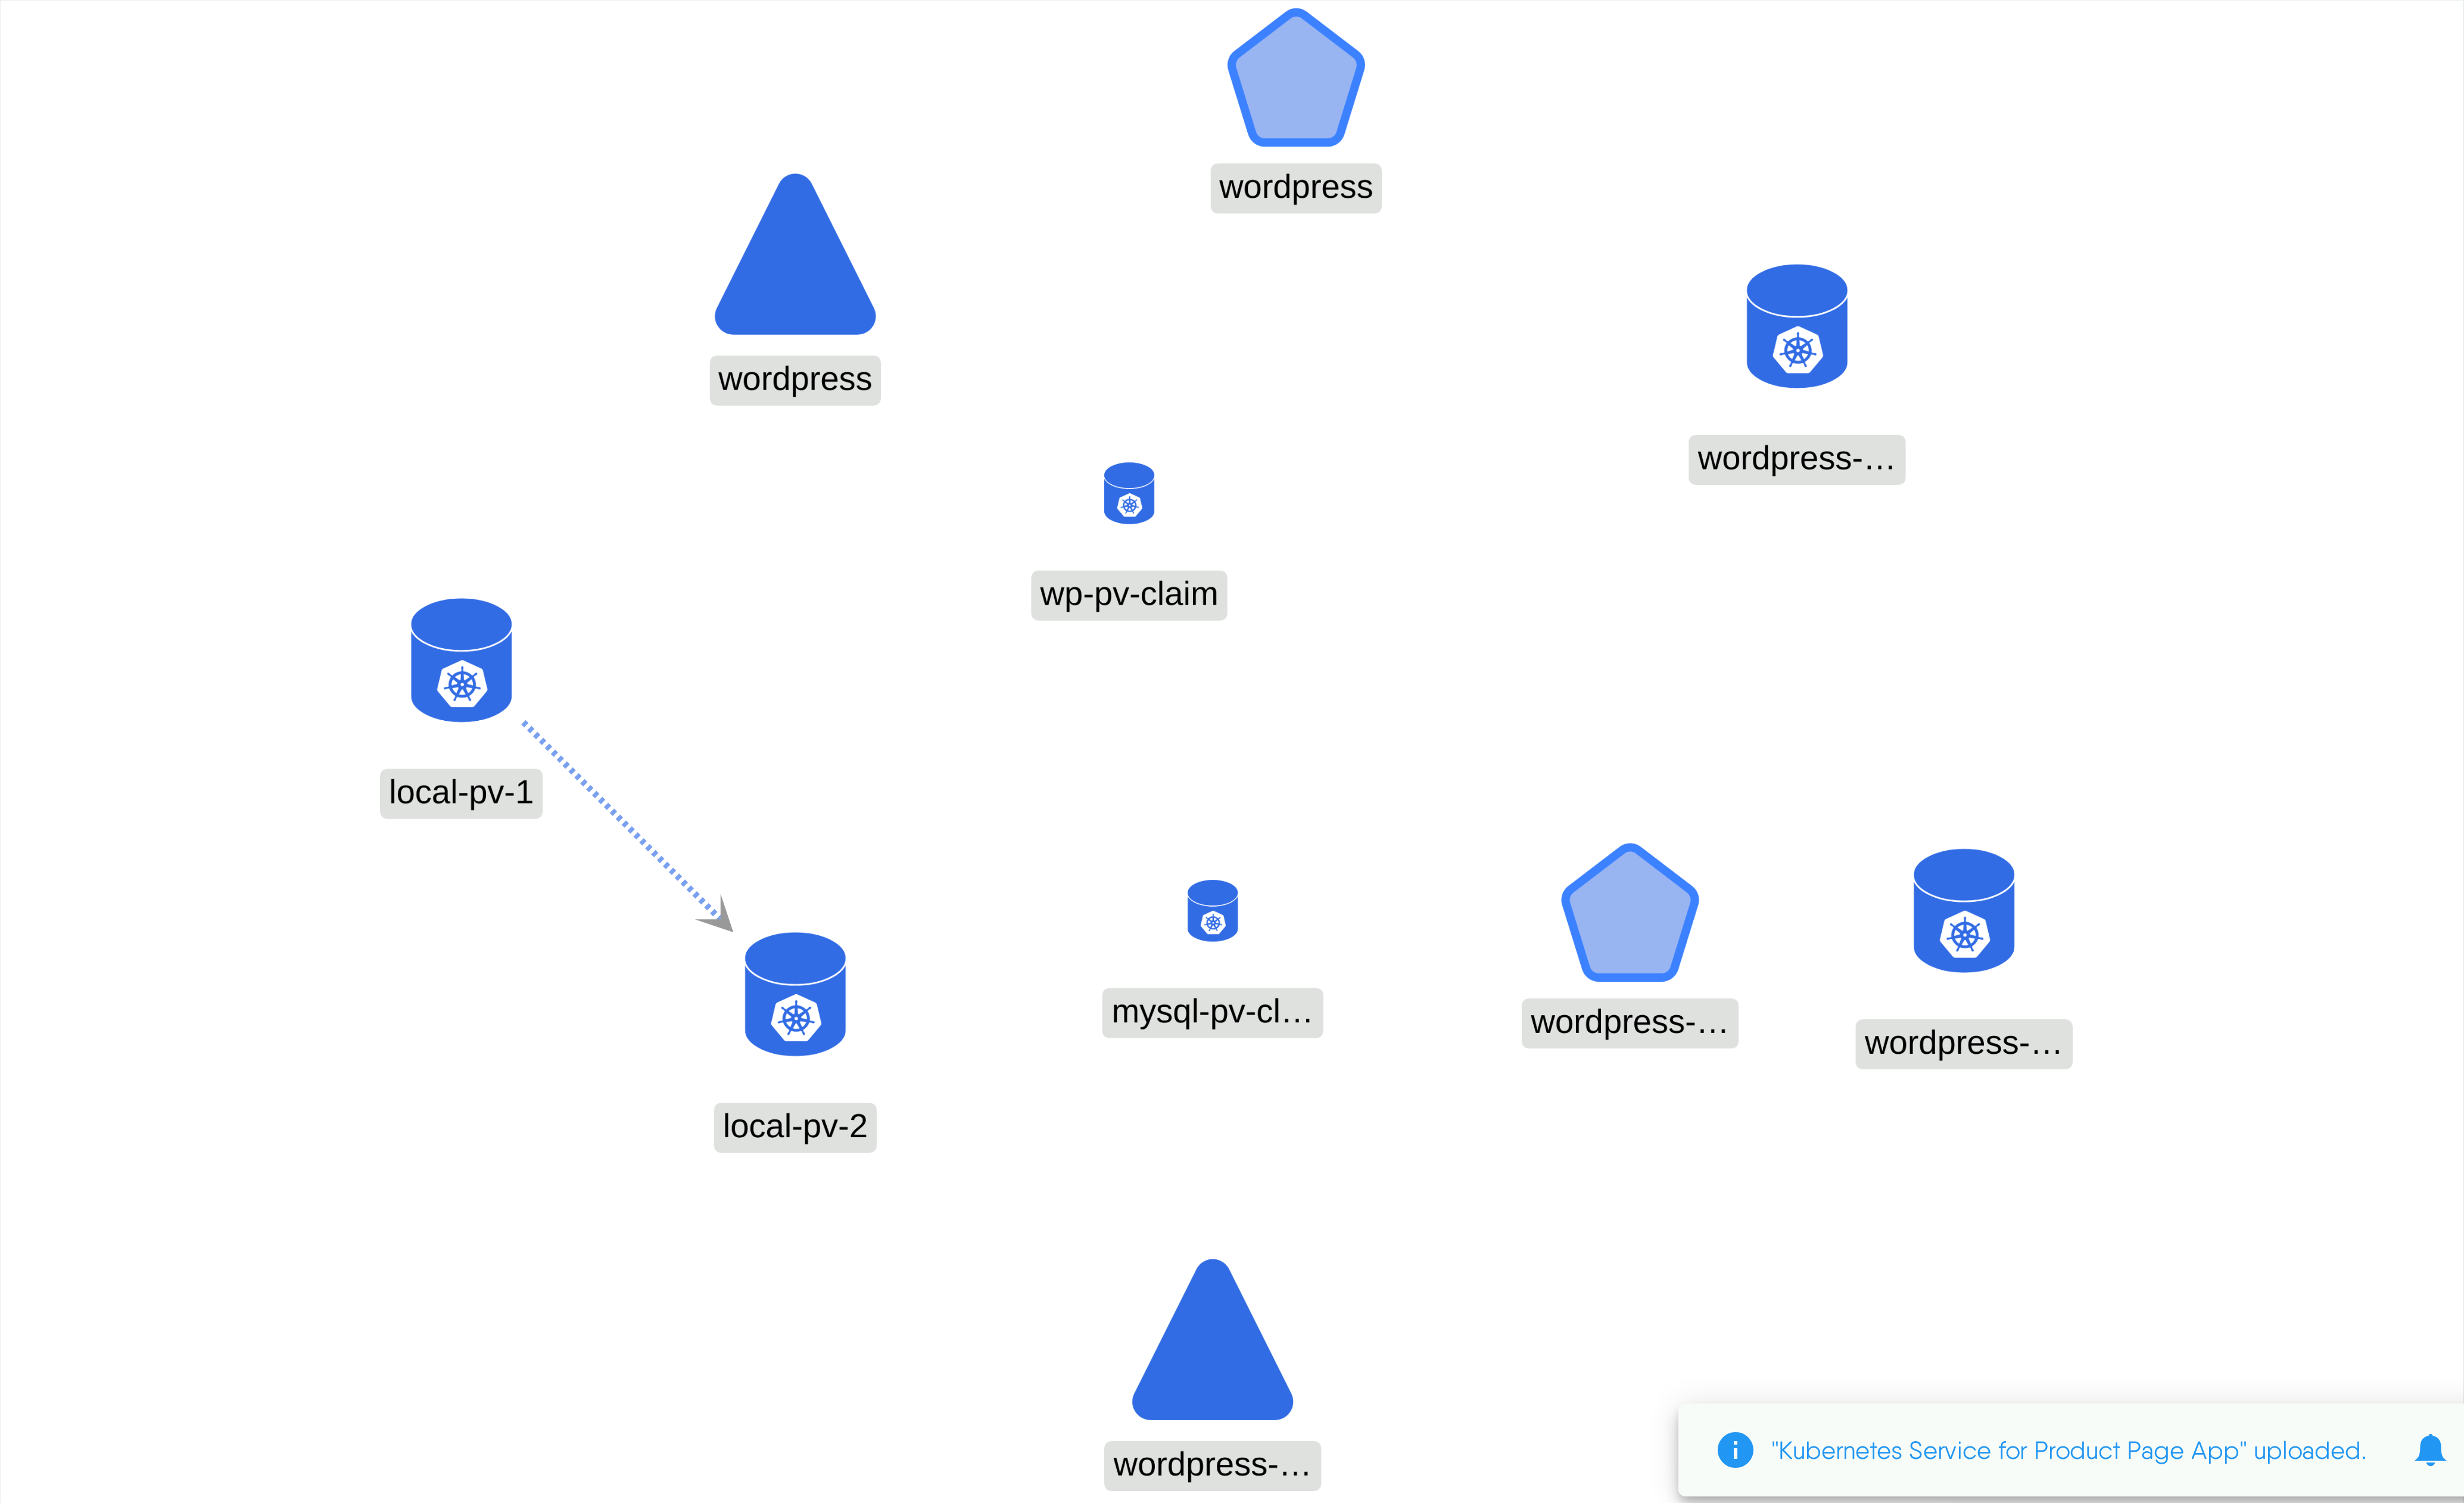 wordpress
wordpress
wordpress-...
wp-pv-claim
local-pv-1
mysql-pv-cl...
wordpress-...
wordpress-...
local-pv-2
wordpress-...
"Kubernetes Service for Product Page App" uploaded.